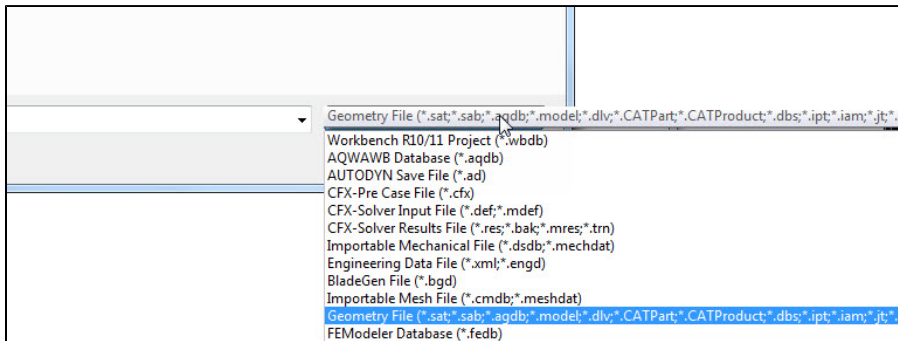 Geometry File (*.sat;*.sab;*.agdb;*.model;*.dlv;*.CATPart;*.CATProduct;*.dbs;*.ipt;*.iam;*.jt;*.
Workbench R10/11 Project (*.wbdb)
AQWAWB Database (*.aqdb)
AUTODYN Save File (*.ad)
CFX-Pre Case File (*.cfx)
CFX-Solver Input File (*.def;*.mdef)
CFX-Solver Results File (*.res;*.bak;*.mres;*.trn)
Importable Mechanical File (*.dsdb;*.mechdat)
Engineering Data File (*.xml;*.engd)
BladeGen File (*.bgd)
Importable Mesh File (*.cmdb;*.meshdat)
Geometry File (*.sat;*.sab;*.agdb;*.model;*.dlv;*.CATPart;*.CATProduct;*.dbs;*.ipt;*.iam;*.jt;*.
FEModeler Database (*.fedb)